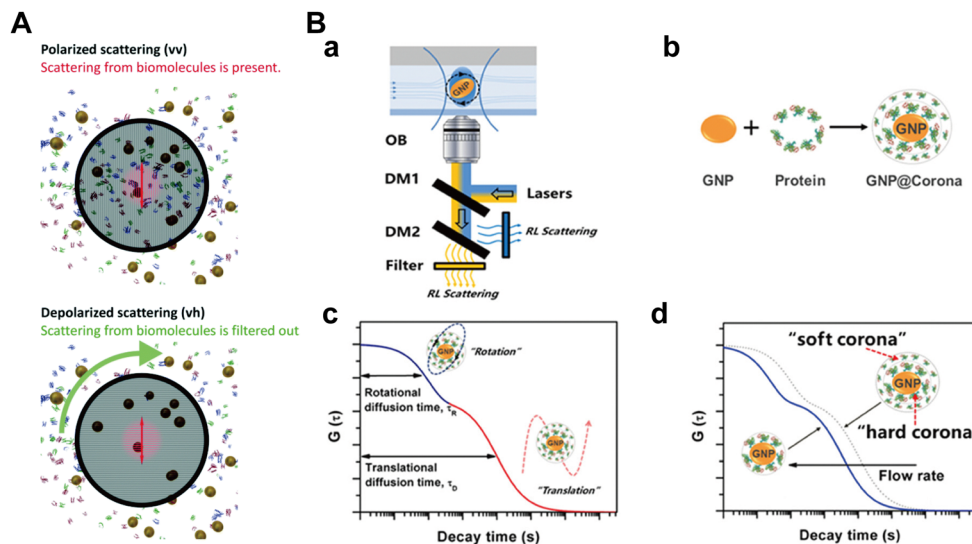 A
Polarized scattering (vv)
Scattering from biomolecules is present.
Depolarized scattering (vh)
Scattering from biomolecules is filtered out
B
a
GNP
OB
DM1
Lasers
DM2
RL Scattering
Filter
RL Scattering
b
GNP
GNP
Protein
GNP@Corona
c
GNP
"Rotation"
Rotational
diffusion time, τR
GNP
Translational
diffusion time, τD
"Translation"
G (τ)
Decay time (s)
d
"soft corona"
GNP
"hard corona"
GNP
Flow rate
G (τ)
Decay time (s)